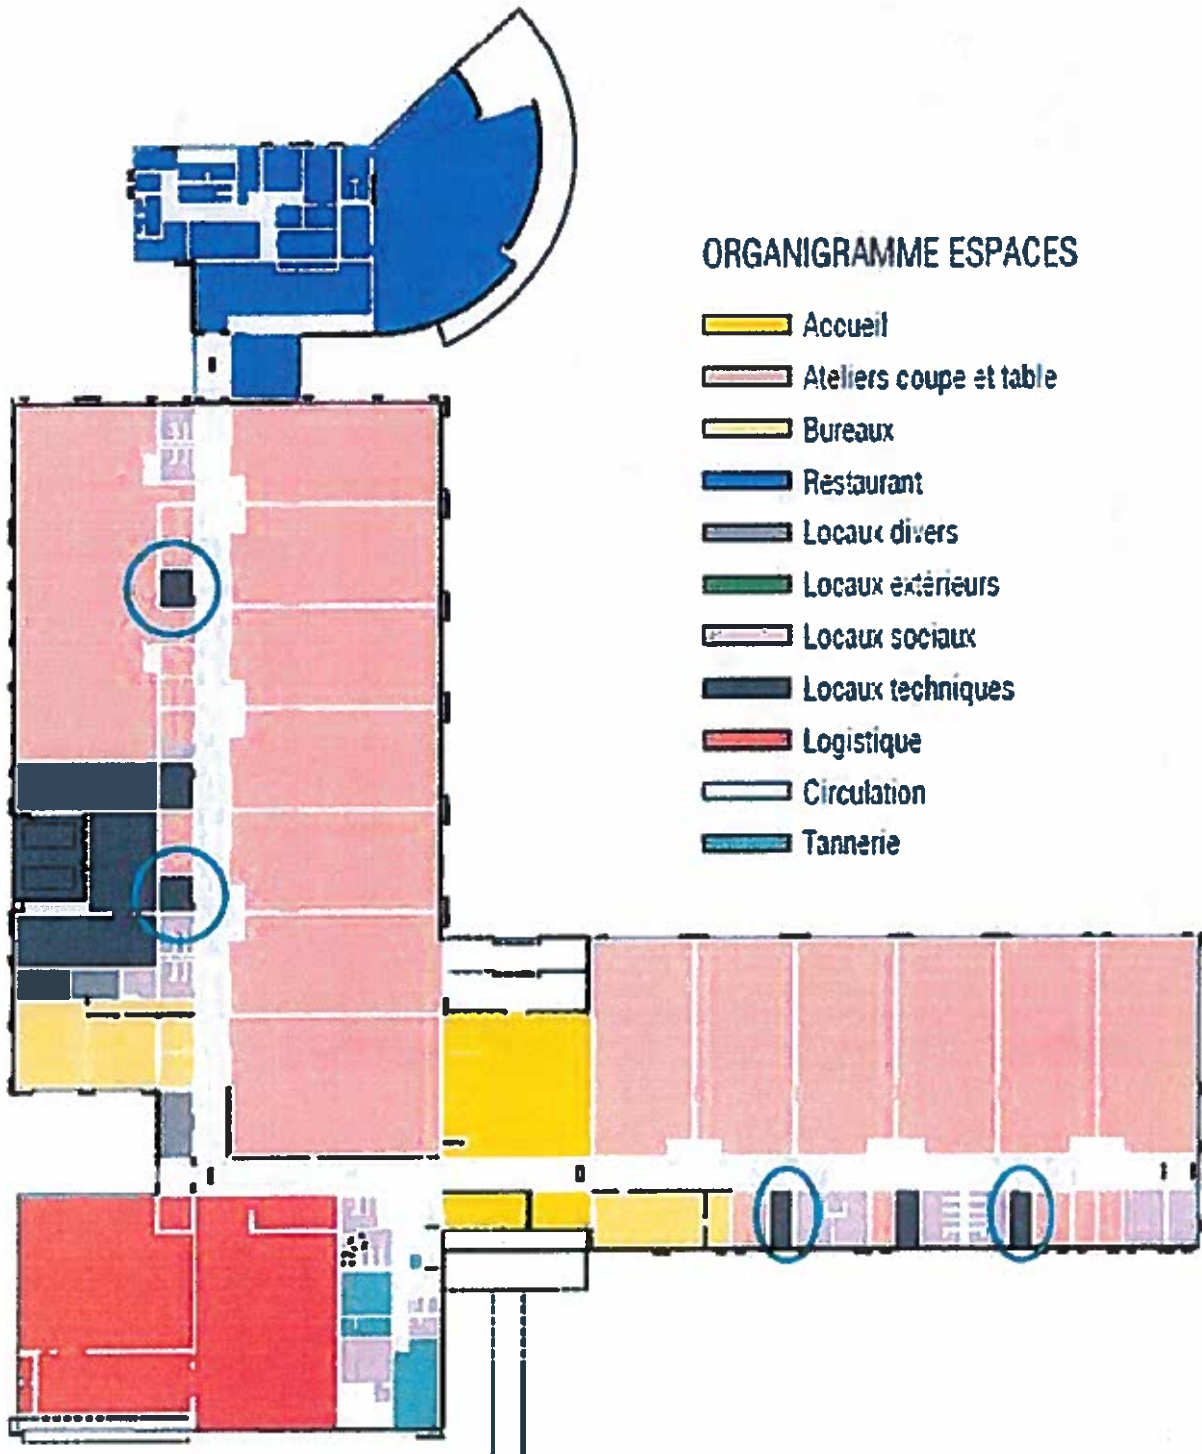 ORGANIGRAMME ESPACES
Accueil
Ateliers coupe et table
Bureaux
Restaurant
Locaux divers
Locaux extérieurs
Locaux sociaux
Locaux techniques
Logistique
Circulation
Tannerie